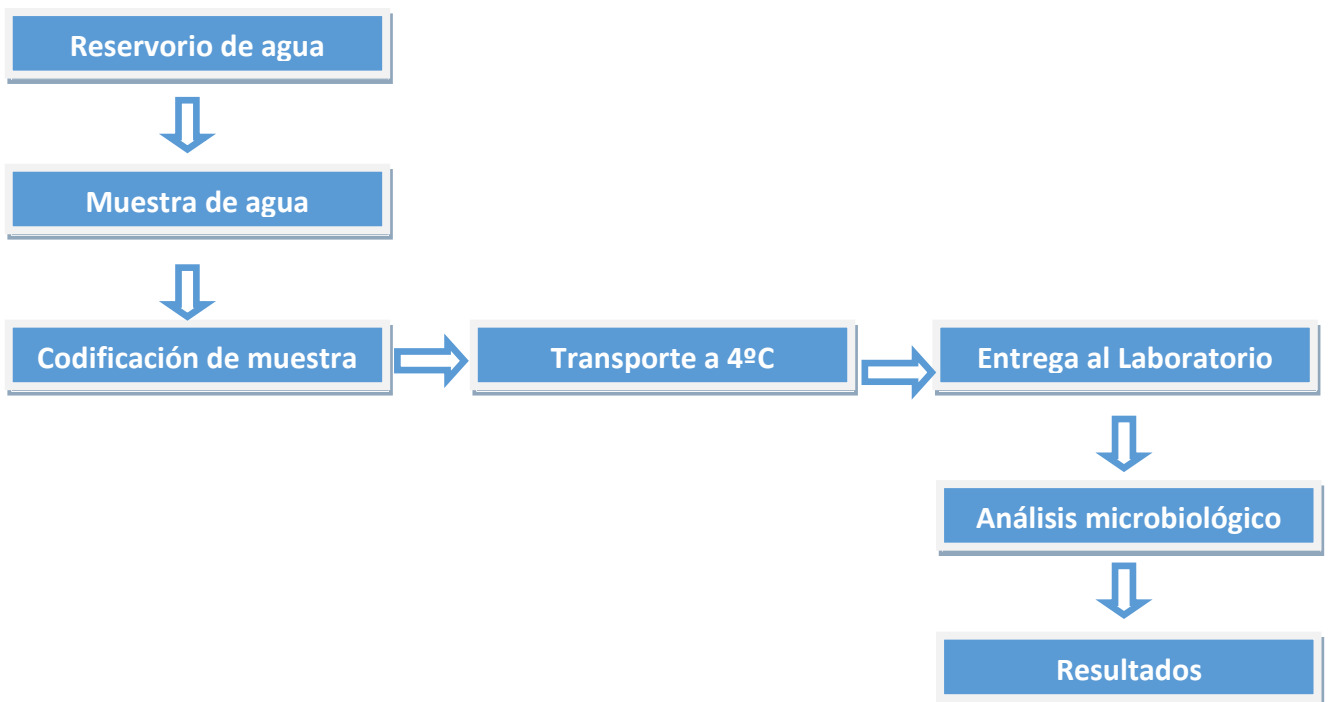 Reservorio de agua
Muestra de agua
Codificación de muestra
Transporte a 4ºC
Entrega al Laboratorio
Análisis microbiológico
Resultados